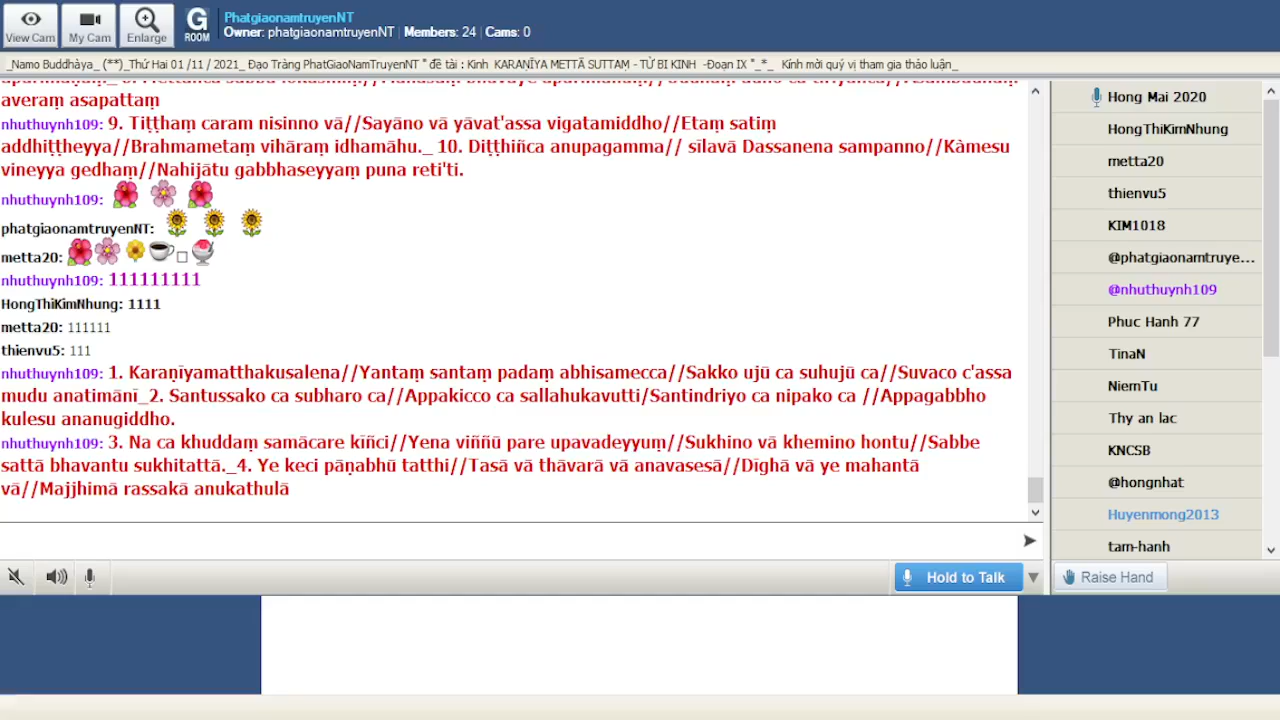 View Cam
My Cam
Enlarge
G
ROOM
PhatgiaonamtruyenNT
Owner: phatgiaonamtruyenNT | Members: 24 | Cams: 0
_Namo Buddhàya_ (**)_Thứ Hai 01 /11 / 2021_ Đạo Tràng PhatGiaoNamTruyenNT " đề tài : Kinh KARAṆĪYA METTĀ SUTTAṂ - TỪ BI KINH -Đoạn IX "_*_ Kính mời quý vị tham gia thảo luận_
averaṃ asapattaṃ
nhuthuynh109: 9. Tiṭṭhaṃ caram nisinno vā//Sayāno vā yāvat'assa vigatamiddho//Etaṃ satiṃ
addhiṭṭheyya//Brahmametaṃ vihāraṃ idhamāhu._ 10. Diṭṭhiñca anupagamma// sīlavā Dassanena sampanno//Kàmesu
vineyya gedhaṃ//Nahijātu gabbhaseyyaṃ puna reti'ti.
nhuthuynh109:
phatgiaonamtruyenNT:
metta20:
nhuthuynh109: 111111111
HongThiKimNhung: 1111
metta20: 111111
thienvu5: 111
nhuthuynh109: 1. Karaṇīyamatthakusalena//Yantaṃ santaṃ padaṃ abhisamecca//Sakko ujū ca suhujū ca//Suvaco c'assa
mudu anatimānī_2. Santussako ca subharo ca//Appakicco ca sallahukavutti/Santindriyo ca nipako ca //Appagabbho
kulesu ananugiddho.
nhuthuynh109: 3. Na ca khuddaṃ samācare kīñci//Yena viññū pare upavadeyyuṃ//Sukhino vā khemino hontu//Sabbe
sattā bhavantu sukhitattā._4. Ye keci pāṇabhū tatthi//Tasā vā thāvarā vā anavasesā//Dīghā vā ye mahantā
vā//Majjhimā rassakā anukathulā
Hold to Talk
Hong Mai 2020
HongThiKimNhung
metta20
thienvu5
KIM1018
@phatgiaonamtruye...
@nhuthuynh109
Phuc Hanh 77
TinaN
NiemTu
Thy an lac
KNCSB
@hongnhat
Huyenmong2013
tam-hanh
Raise Hand